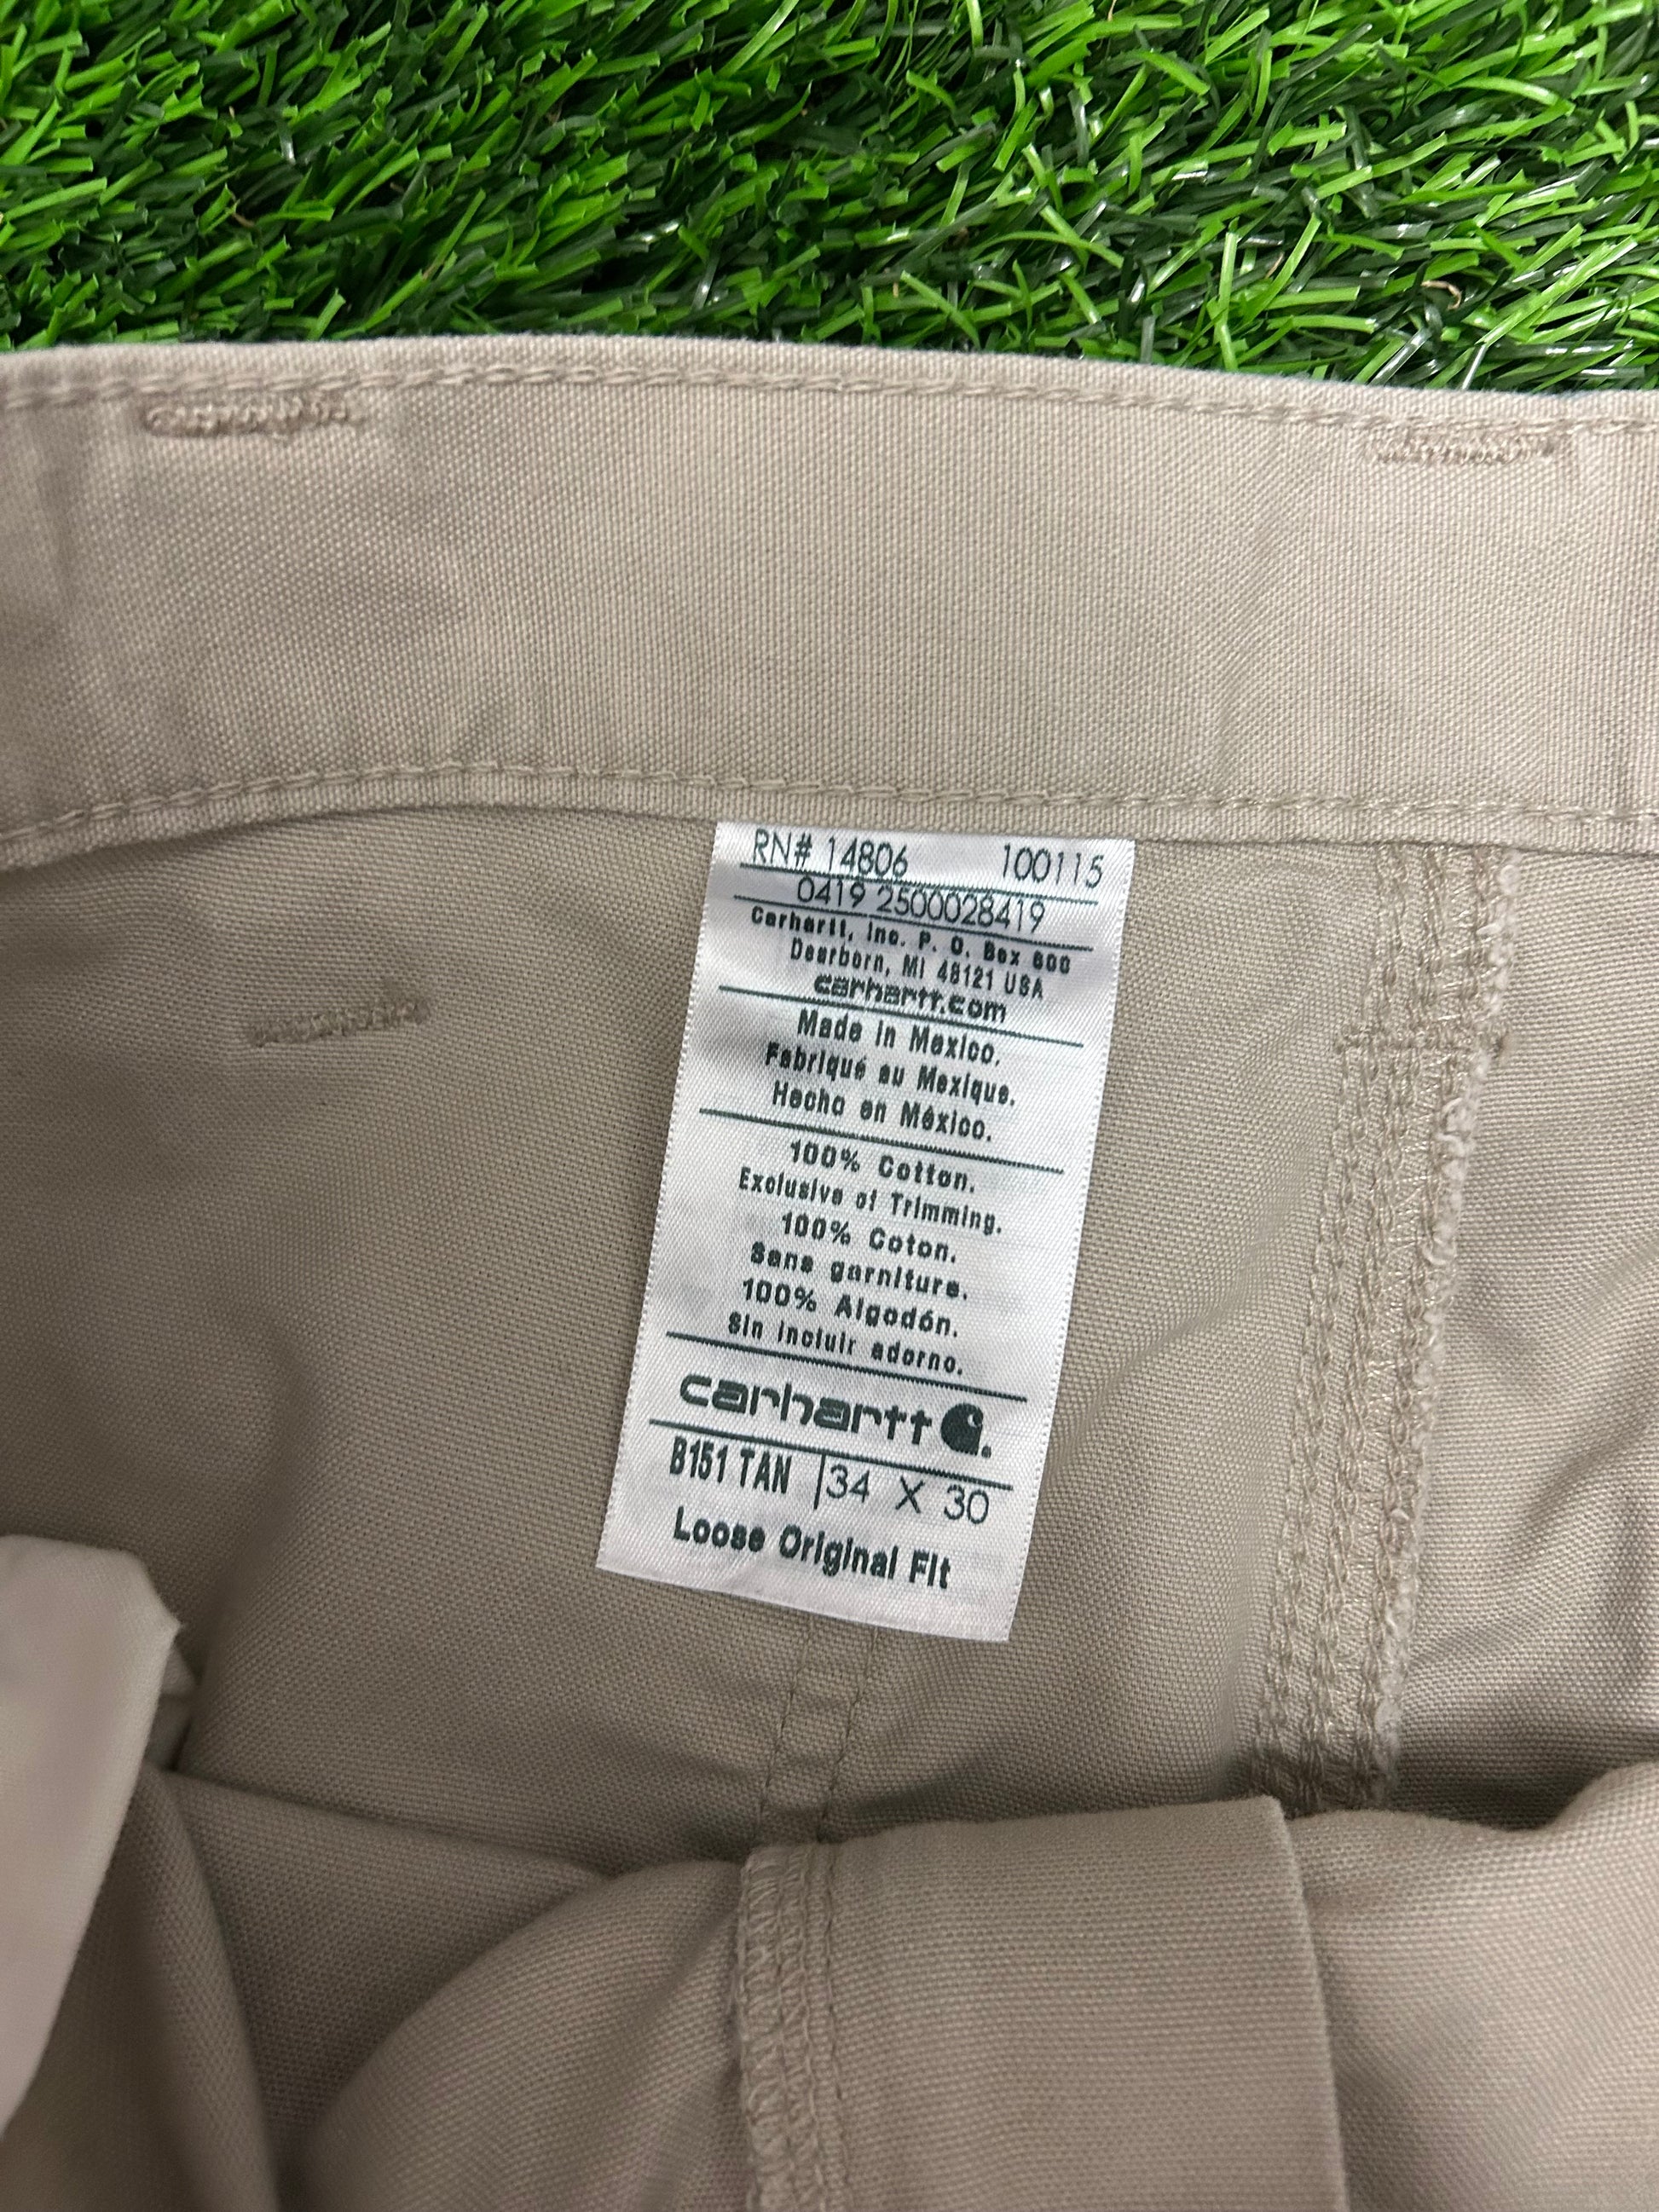 RN# 14806 100115
0419 2500028419
Carhartt, Inc. P. O. Box 600
Dearborn, MI 48121 USA
carhartt.com
Made in Mexico.
Fabriqué au Mexique.
Hecho en México.
100% Cotton.
Exclusive of Trimming.
100% Coton.
Sans garniture.
100% Algodón.
Sin incluir adorno.
carhartt
B151 TAN | 34 X 30
Loose Original Fit